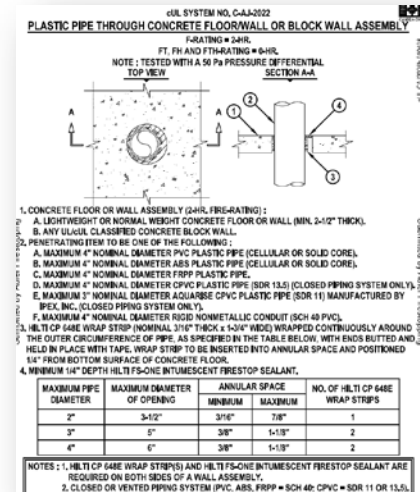 cUL SYSTEM NO. C-AJ-2022
PLASTIC PIPE THROUGH CONCRETE FLOOR/WALL OR BLOCK WALL ASSEMBLY
F-RATING = 2-HR.
FT, FH AND FTH-RATING = 0-HR.
NOTE : TESTED WITH A 50 Pa PRESSURE DIFFERENTIAL
TOP VIEW
SECTION A-A
A
A
1
2
4
3
1. CONCRETE FLOOR OR WALL ASSEMBLY (2-HR. FIRE-RATING) :
A. LIGHTWEIGHT OR NORMAL WEIGHT CONCRETE FLOOR OR WALL (MIN. 2-1/2" THICK).
B. ANY UL/cUL CLASSIFIED CONCRETE BLOCK WALL.
2. PENETRATING ITEM TO BE ONE OF THE FOLLOWING :
A. MAXIMUM 4" NOMINAL DIAMETER PVC PLASTIC PIPE (CELLULAR OR SOLID CORE).
B. MAXIMUM 4" NOMINAL DIAMETER ABS PLASTIC PIPE (CELLULAR OR SOLID CORE).
C. MAXIMUM 4" NOMINAL DIAMETER FRPP PLASTIC PIPE.
D. MAXIMUM 4" NOMINAL DIAMETER CPVC PLASTIC PIPE (SDR 13.5) (CLOSED PIPING SYSTEM ONLY).
E. MAXIMUM 3" NOMINAL DIAMETER AQUARISE CPVC PLASTIC PIPE (SDR 11) MANUFACTURED BY
IPEX, INC. (CLOSED PIPING SYSTEM ONLY).
F. MAXIMUM 4" NOMINAL DIAMETER RIGID NONMETALLIC CONDUIT (SCH 40 PVC).
3. HILTI CP 648E WRAP STRIP (NOMINAL 3/16" THICK x 1-3/4" WIDE) WRAPPED CONTINUOUSLY AROUND
THE OUTER CIRCUMFERENCE OF PIPE, AS SPECIFIED IN THE TABLE BELOW, WITH ENDS BUTTED AND
HELD IN PLACE WITH TAPE. WRAP STRIP TO BE INSERTED INTO ANNULAR SPACE AND POSITIONED
1/4" FROM BOTTOM SURFACE OF CONCRETE FLOOR.
4. MINIMUM 1/4" DEPTH HILTI FS-ONE INTUMESCENT FIRESTOP SEALANT.
MAXIMUM PIPE DIAMETER MAXIMUM DIAMETER OF OPENING ANNULAR SPACE MINIMUM MAXIMUM NO. OF HILTI CP 648E WRAP STRIPS
2" 3-1/2" 3/16" 7/8" 1
3" 5" 3/8" 1-1/8" 2
4" 6" 3/8" 1-1/8" 2
NOTES : 1. HILTI CP 648E WRAP STRIP(S) AND HILTI FS-ONE INTUMESCENT FIRESTOP SEALANT ARE
REQUIRED ON BOTH SIDES OF A WALL ASSEMBLY.
2. CLOSED OR VENTED PIPING SYSTEM (PVC, ABS, FRPP = SCH 40; CPVC = SDR 11 OR 13.5).